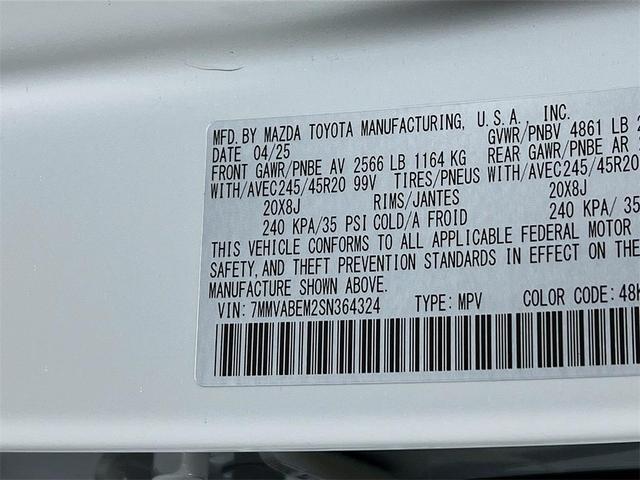 MFD. BY MAZDA TOYOTA MANUFACTURING, U.S.A., INC.
DATE 04/25 GVWR/PNBV 4861 LB
FRONT GAWR/PNBE AV 2566 LB 1164 KG REAR GAWR/PNBE AR
WITH/AVEC245/45R20 99V TIRES/PNEUS WITH/AVEC245/45R20
20X8J RIMS/JANTES 20X8J
240 KPA/35 PSI COLD/A FROID 240 KPA/ 35
THIS VEHICLE CONFORMS TO ALL APPLICABLE FEDERAL MOTOR
SAFETY, AND THEFT PREVENTION STANDARDS IN EFFECT ON THE
MANUFACTURE SHOWN ABOVE.
VIN: 7MMVABEM2SN364324 TYPE: MPV COLOR CODE: 48K